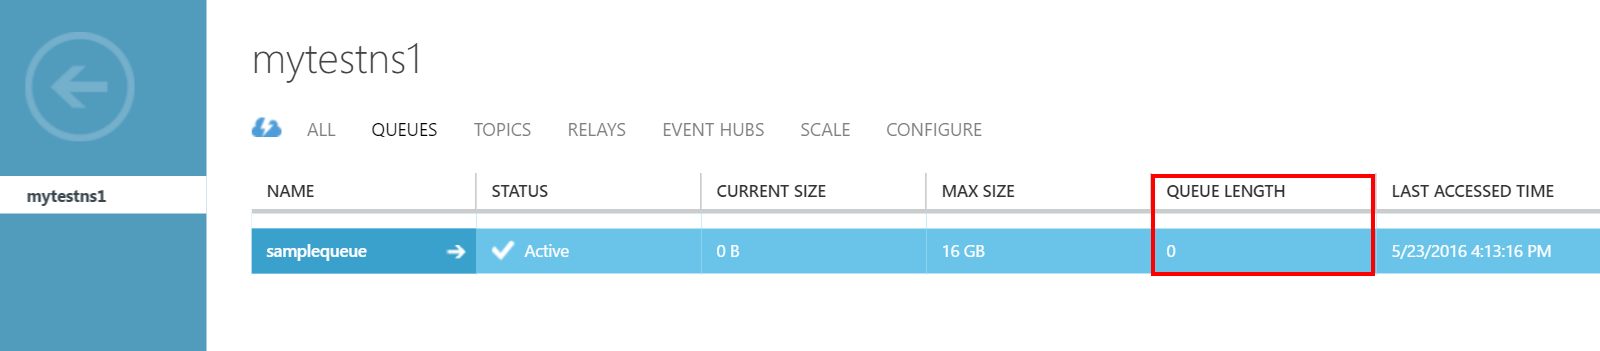 mytestns1
ALL QUEUES TOPICS RELAYS EVENT HUBS SCALE CONFIGURE
mytestns1
NAME STATUS CURRENT SIZE MAX SIZE QUEUE LENGTH LAST ACCESSED TIME
samplequeue Active 0 B 16 GB 0 5/23/2016 4:13:16 PM